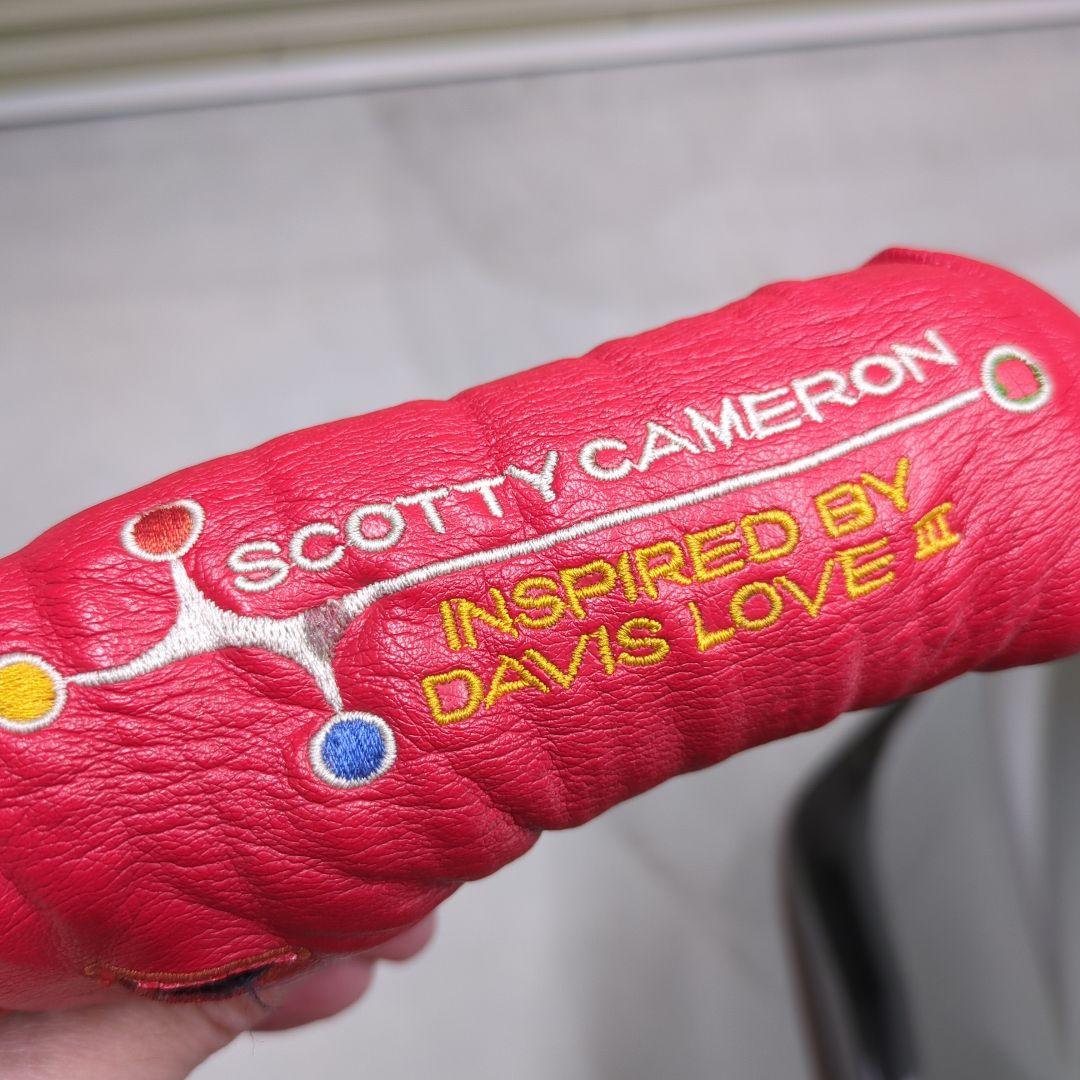 SCOTTY CAMERON
INSPIRED BY
DAVIS LOVE III